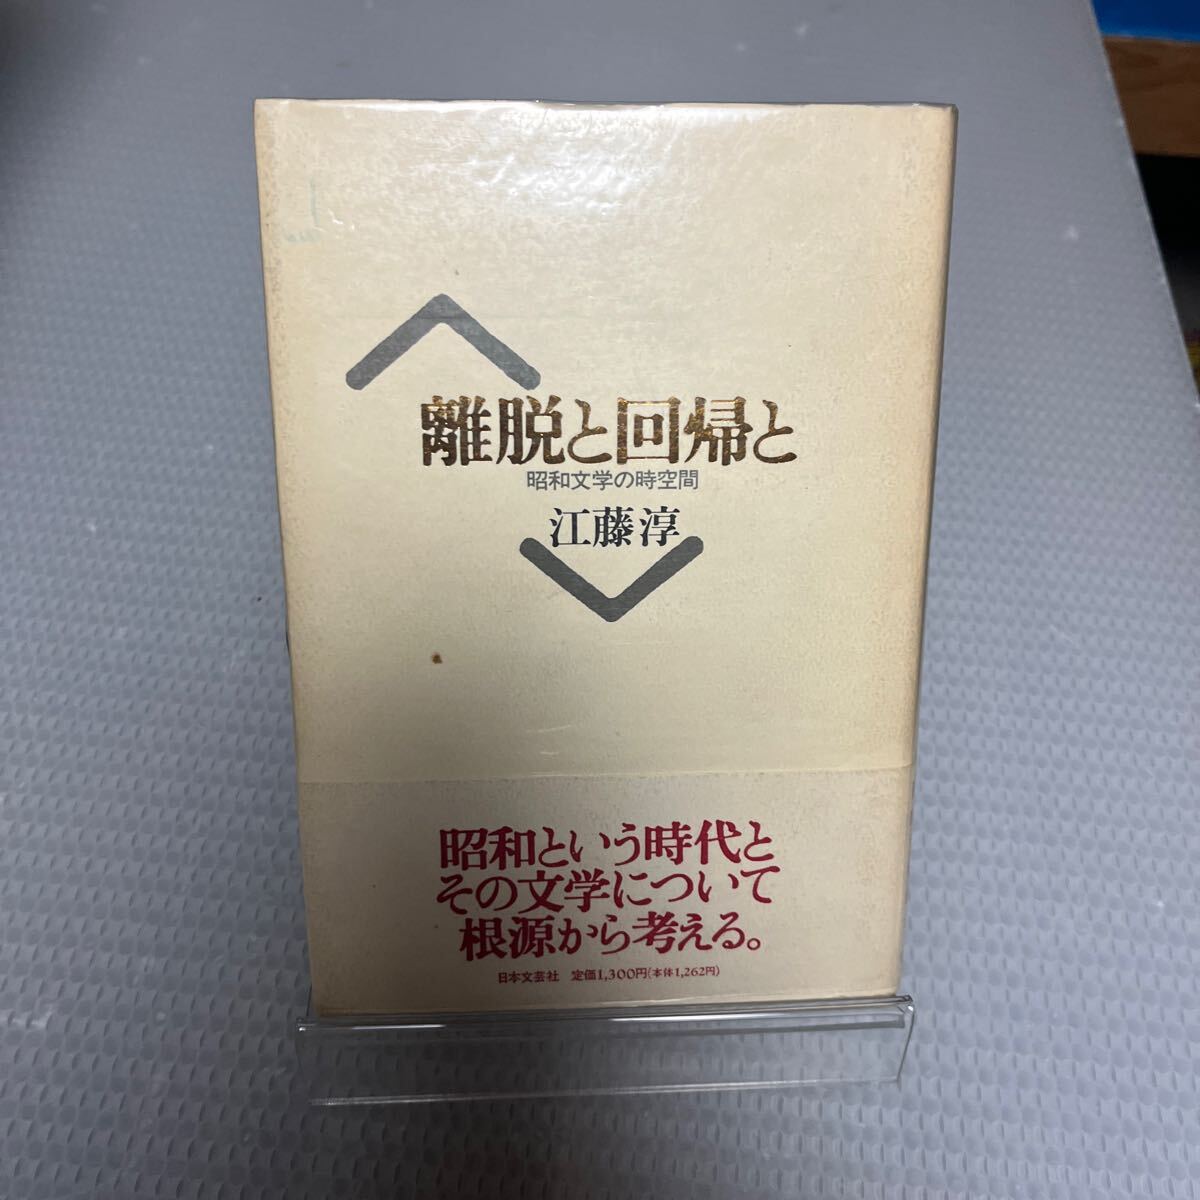 離脱と回帰と
昭和文学の時空間
江藤淳
昭和という時代と
その文学について
根源から考える。
日本文芸社 定価1,300円(本体1,262円)